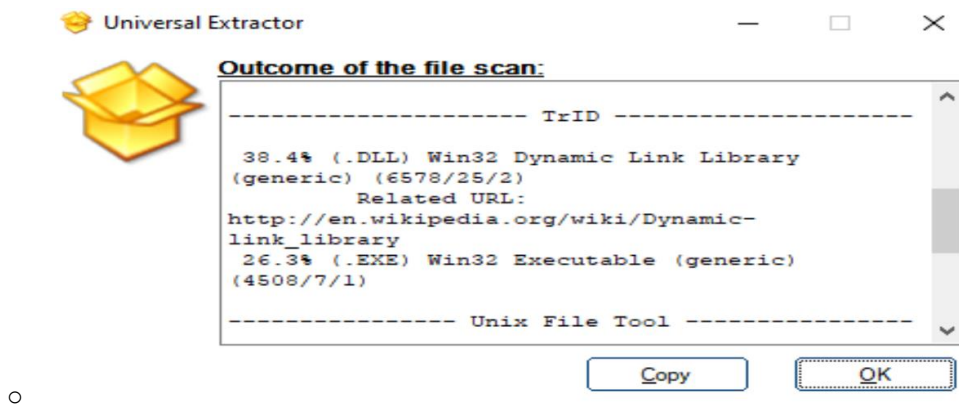 Universal Extractor
Outcome of the file scan:
--------------------- TrID ---------------------
38.4% (.DLL) Win32 Dynamic Link Library
(generic) (6578/25/2)
Related URL:
http://en.wikipedia.org/wiki/Dynamic-
link_library
26.3% (.EXE) Win32 Executable (generic)
(4508/7/1)
---------------- Unix File Tool ----------------
Copy OK